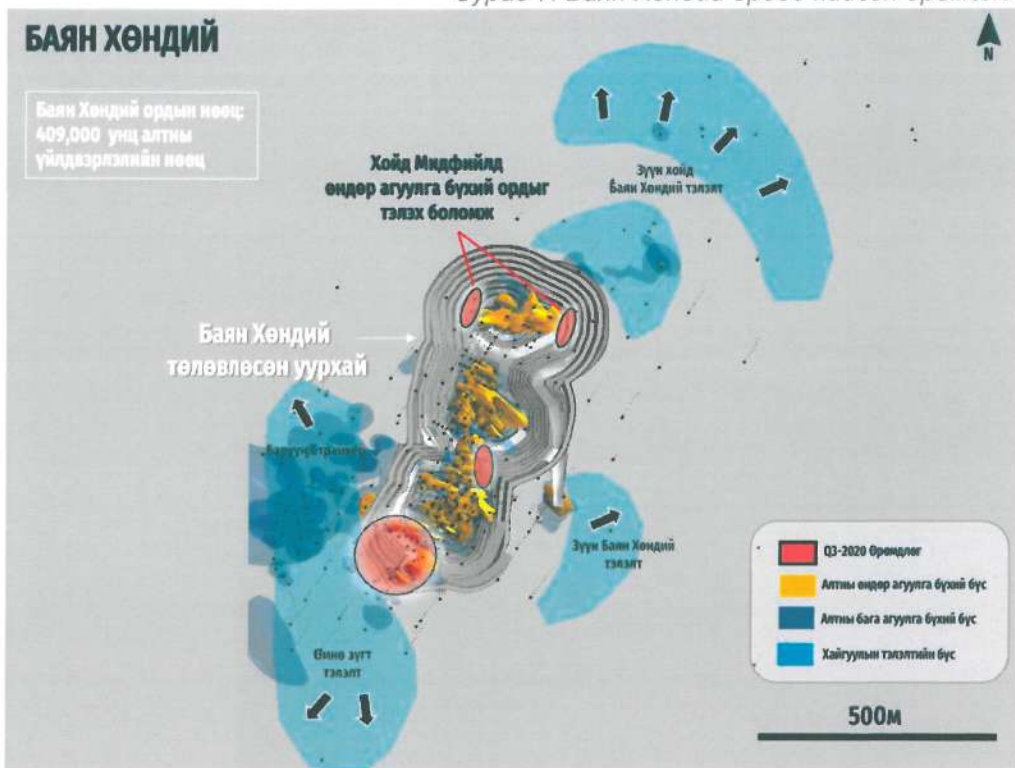 БАЯН ХӨНДИЙ
N
Баян Хөндий ордын нөөц:
409,000 унц алтны
үйлдвэрлэлийн нөөц
Хойд Мидфийлд
өндөр агуулга бүхий ордыг
тэлэх боломж
Зүүн хойд
Баян Хөндий тэлэлт
Баян Хөндий
төлөвлөсөн уурхай
Зүүн Баян Хөндий
тэлэлт
Өмнө зүгт
тэлэлт
Q3-2020 Өрөмдлөг
Алтны өндөр агуулга бүхий бүс
Алтны бага агуулга бүхий бүс
Хайгуулын тэлэлтийн бүс
500м